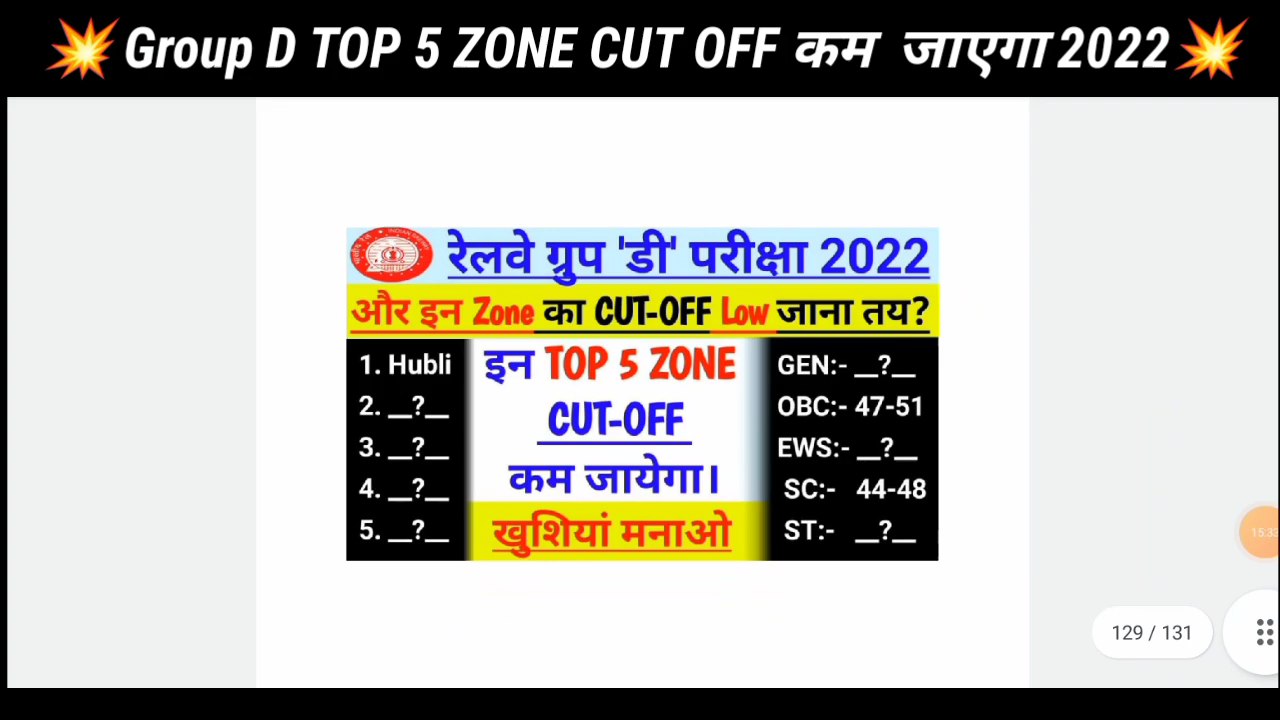 💥Group D TOP 5 ZONE CUT OFF कम जाएगा 2022💥
रेलवे ग्रुप 'डी' परीक्षा 2022
और इन Zone का CUT-OFF Low जाना तय?
1. Hubli
2. __?__
3. __?__
4. __?__
5. __?__
इन TOP 5 ZONE
CUT-OFF
कम जायेगा।
खुशियां मनाओ
GEN:- __?__
OBC:- 47-51
EWS:- __?__
SC:- 44-48
ST:- __?__
15:33
129 / 131